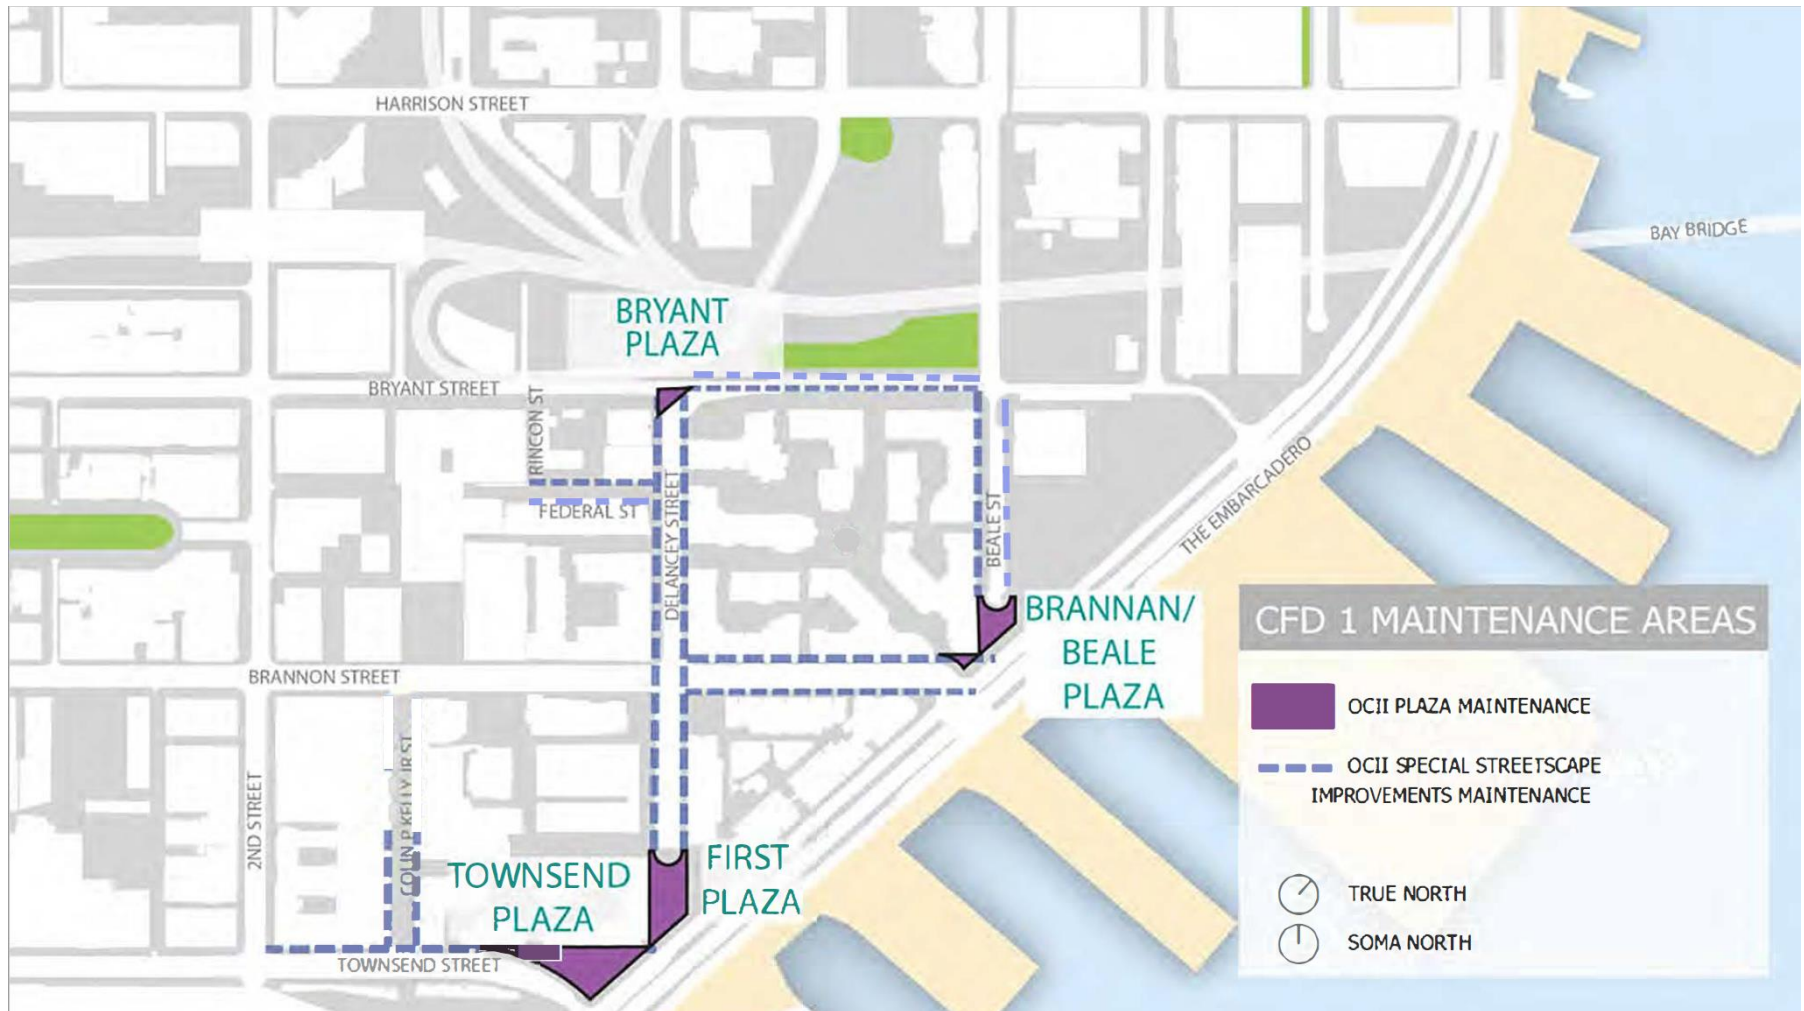 HARRISON STREET
BAY BRIDGE
BRYANT
PLAZA
BRYANT STREET
RINCON ST
FEDERAL ST
DELANCEY STREET
BEALE ST
THE EMBARCADERO
BRANNAN/
BEALE
PLAZA
BRANNON STREET
2ND STREET
COLIN P KELLY JR ST
TOWNSEND
PLAZA
FIRST
PLAZA
TOWNSEND STREET
CFD 1 MAINTENANCE AREAS
OCII PLAZA MAINTENANCE
OCII SPECIAL STREETSCAPE
IMPROVEMENTS MAINTENANCE
TRUE NORTH
SOMA NORTH